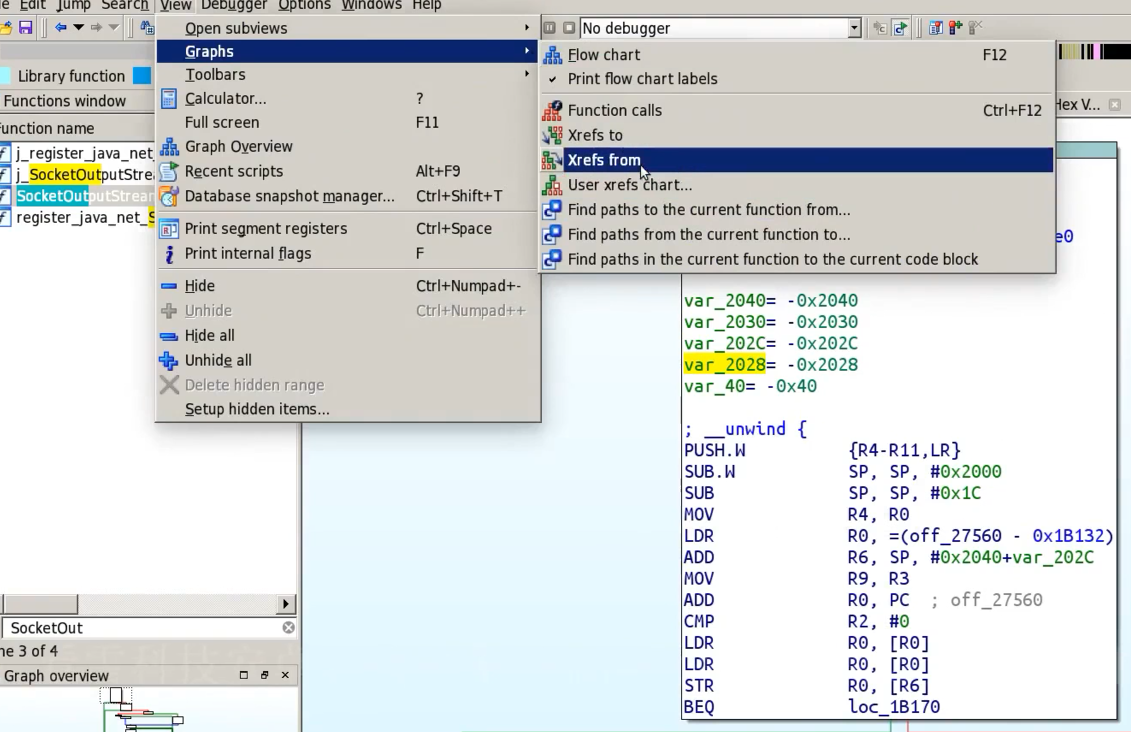 Edit Jump Search View Debugger Options Windows Help
No debugger
Library function
Functions window
Function name
j_register_java_net_
j_SocketOutputStrea
SocketOutputStream
register_java_net_S
SocketOut
ne 3 of 4
Graph overview
Open subviews
Graphs
Toolbars
Calculator... ?
Full screen F11
Graph Overview
Recent scripts Alt+F9
Database snapshot manager... Ctrl+Shift+T
Print segment registers Ctrl+Space
Print internal flags F
Hide Ctrl+Numpad+-
Unhide Ctrl+Numpad++
Hide all
Unhide all
Delete hidden range
Setup hidden items...
Flow chart F12
Print flow chart labels
Function calls Ctrl+F12
Xrefs to
Xrefs from
User xrefs chart...
Find paths to the current function from...
Find paths from the current function to...
Find paths in the current function to the current code block
Hex V...
e0
var_2040= -0x2040
var_2030= -0x2030
var_202C= -0x202C
var_2028= -0x2028
var_40= -0x40
; __unwind {
PUSH.W {R4-R11,LR}
SUB.W SP, SP, #0x2000
SUB SP, SP, #0x1C
MOV R4, R0
LDR R0, =(off_27560 - 0x1B132)
ADD R6, SP, #0x2040+var_202C
MOV R9, R3
ADD R0, PC ; off_27560
CMP R2, #0
LDR R0, [R0]
LDR R0, [R0]
STR R0, [R6]
BEQ loc_1B170